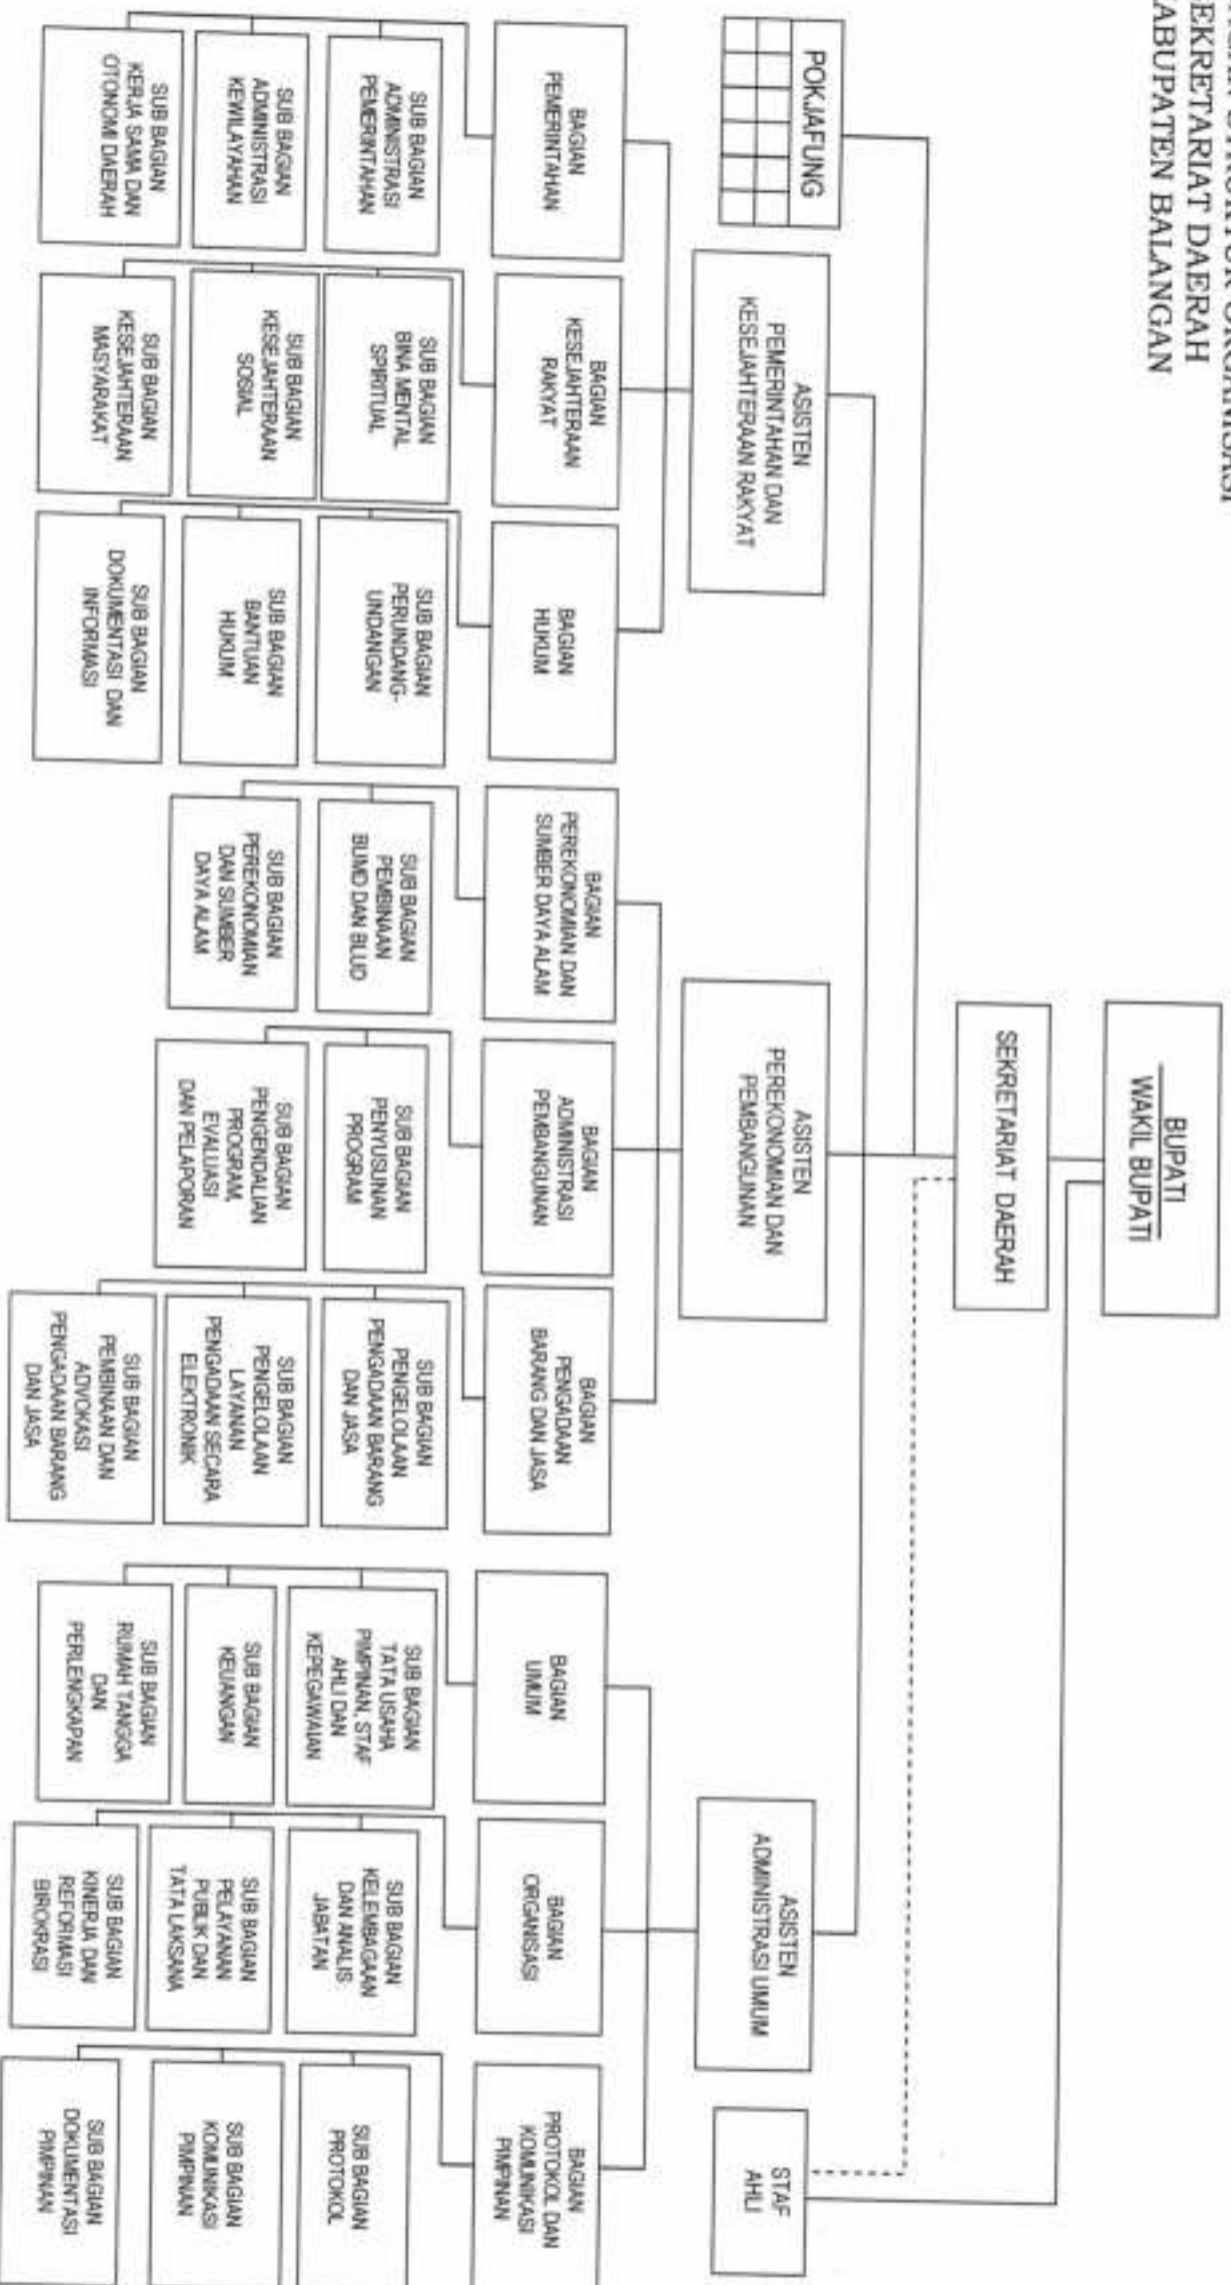 STRUKTUR ORGANISASI
SEKRETARIAT DAERAH
KABUPATEN BALANGAN
BUPATI
WAKIL BUPATI
SEKRETARIAT DAERAH
POKJAFUNG
STAF
AHLI
ASISTEN
PEMERINTAHAN DAN
KESEJAHTERAAN RAKYAT
ASISTEN
PEREKONOMIAN DAN
PEMBANGUNAN
ASISTEN
ADMINISTRASI UMUM
BAGIAN
PEMERINTAHAN
BAGIAN
KESEJAHTERAAN
RAKYAT
BAGIAN
HUKUM
BAGIAN
PEREKONOMIAN DAN
SUMBER DAYA ALAM
BAGIAN
ADMINISTRASI
PEMBANGUNAN
BAGIAN
PENGADAAN
BARANG DAN JASA
BAGIAN
UMUM
BAGIAN
ORGANISASI
BAGIAN
PROTOKOL DAN
KOMUNIKASI
PIMPINAN
SUB BAGIAN
ADMINISTRASI
PEMERINTAHAN
SUB BAGIAN
BINA MENTAL
SPIRITUAL
SUB BAGIAN
PERUNDANG-
UNDANGAN
SUB BAGIAN
PEMBINAAN
BUMD DAN BLUD
SUB BAGIAN
PENYUSUNAN
PROGRAM
SUB BAGIAN
PENGELOLAAN
PENGADAAN BARANG
DAN JASA
SUB BAGIAN
TATA USAHA
PIMPINAN, STAF
AHLI DAN
KEPEGAWAIAN
SUB BAGIAN
KELEMBAGAAN
DAN ANALIS
JABATAN
SUB BAGIAN
PROTOKOL
SUB BAGIAN
ADMINISTRASI
KEWILAYAHAN
SUB BAGIAN
KESEJAHTERAAN
SOSIAL
SUB BAGIAN
BANTUAN
HUKUM
SUB BAGIAN
PEREKONOMIAN
DAN SUMBER
DAYA ALAM
SUB BAGIAN
PENGENDALIAN
PROGRAM,
EVALUASI
DAN PELAPORAN
SUB BAGIAN
PENGELOLAAN
LAYANAN
PENGADAAN SECARA
ELEKTRONIK
SUB BAGIAN
KEUANGAN
SUB BAGIAN
PELAYANAN
PUBLIK DAN
TATA LAKSANA
SUB BAGIAN
KOMUNIKASI
PIMPINAN
SUB BAGIAN
KERJA SAMA DAN
OTONOMI DAERAH
SUB BAGIAN
KESEJAHTERAAN
MASYARAKAT
SUB BAGIAN
DOKUMENTASI DAN
INFORMASI
SUB BAGIAN
PEMBINAAN DAN
ADVOKASI
PENGADAAN BARANG
DAN JASA
SUB BAGIAN
RUMAH TANGGA
DAN
PERLENGKAPAN
SUB BAGIAN
KINERJA DAN
REFORMASI
BIROKRASI
SUB BAGIAN
DOKUMENTASI
PIMPINAN